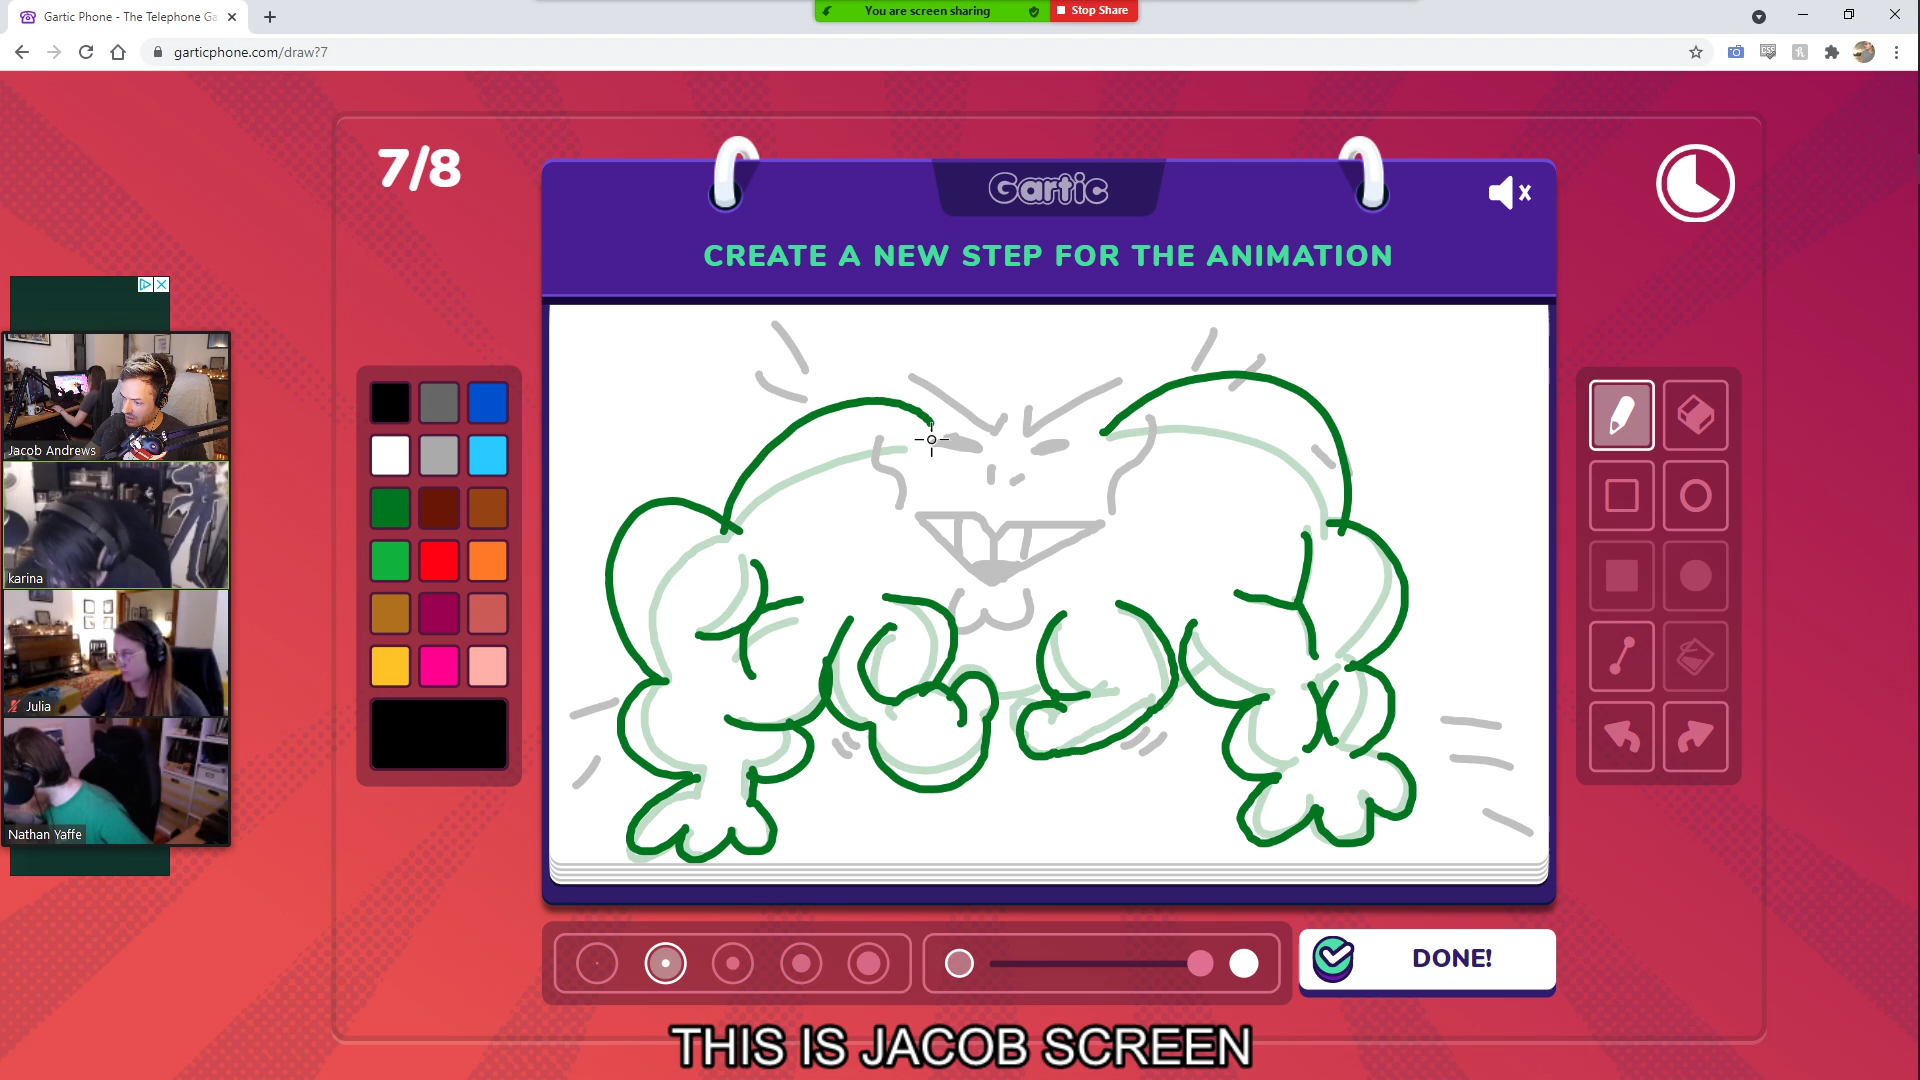 Gartic Phone - The Telephone Ga
You are screen sharing
Stop Share
garticphone.com/draw?7
7/8
Gartic
CREATE A NEW STEP FOR THE ANIMATION
Jacob Andrews
karina
Julia
Nathan Yaffe
DONE!
THIS IS JACOB SCREEN